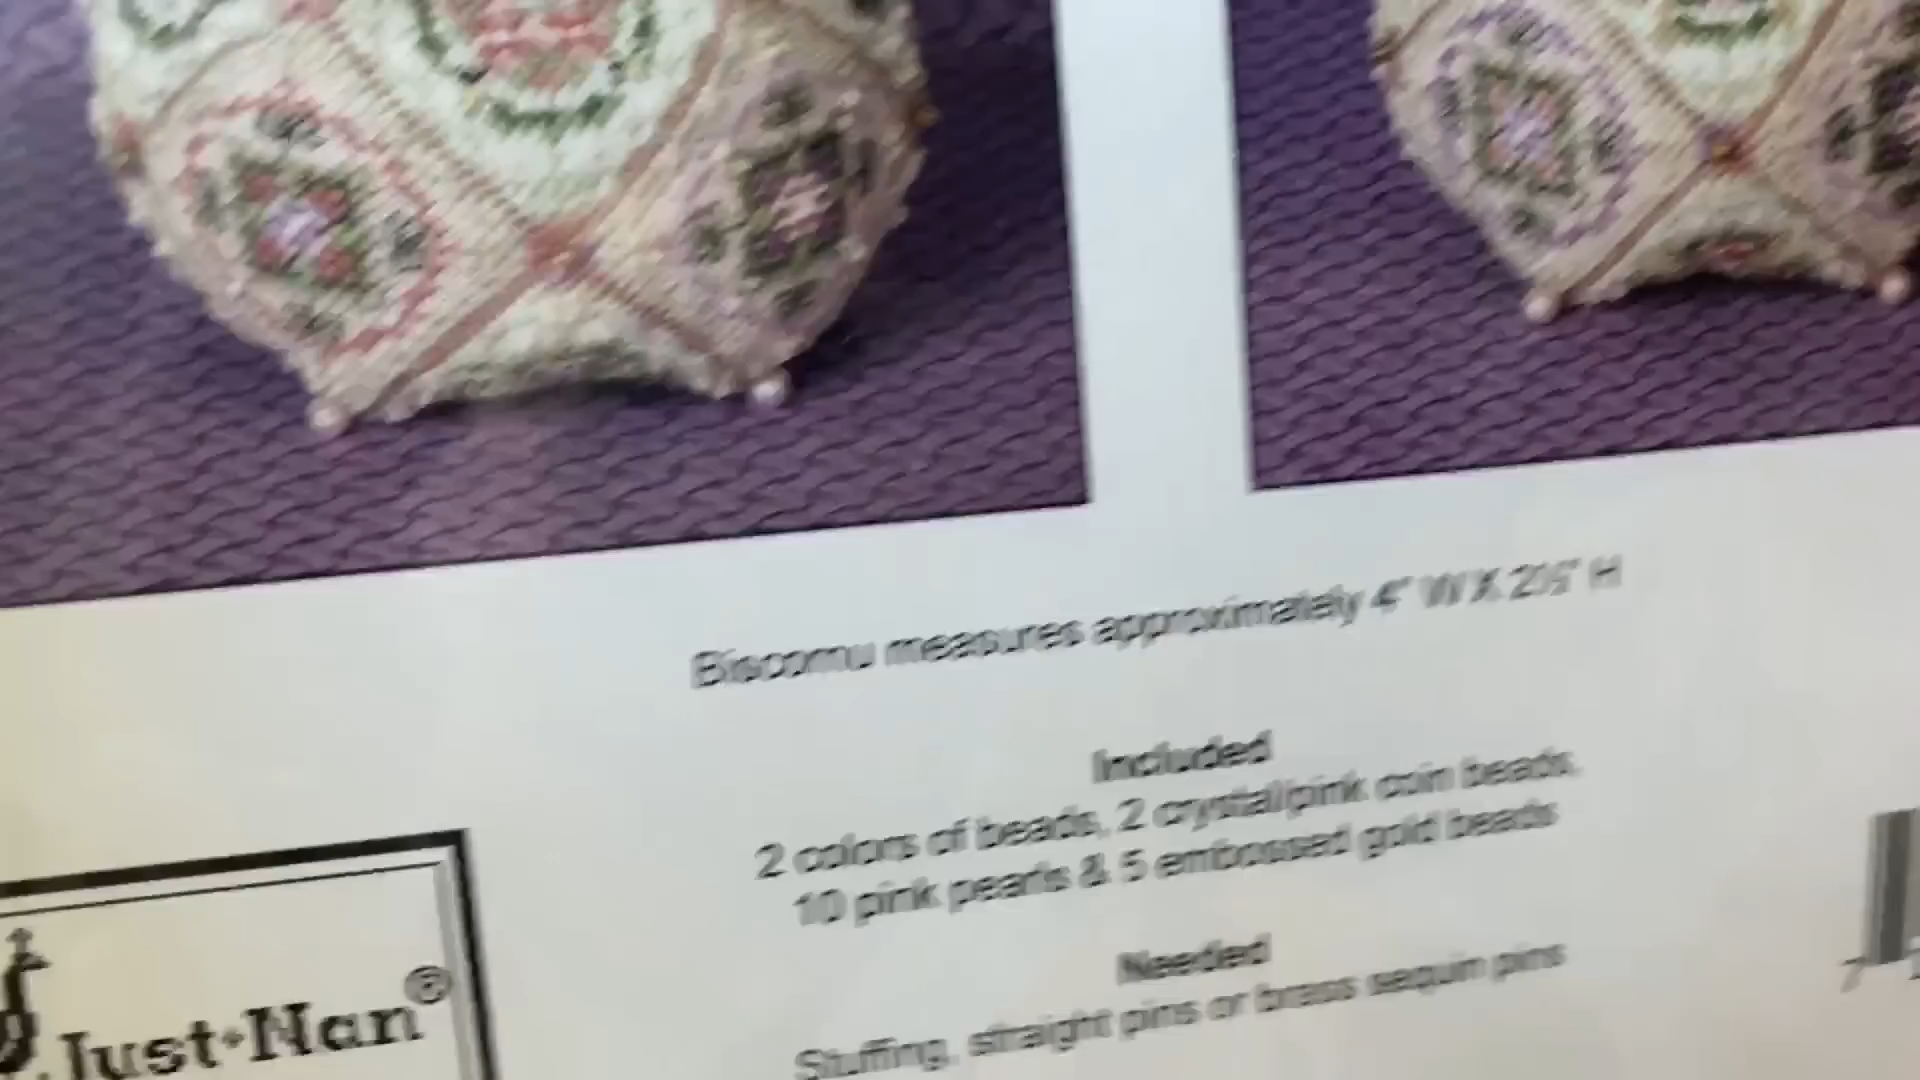 Biscornu measures approximately 4" W X 2½" H
Included
2 colors of beads, 2 crystal/pink coin beads,
10 pink pearls & 5 embossed gold beads
Needed
Stuffing, straight pins or brass sequin pins
Just•Nan®
7